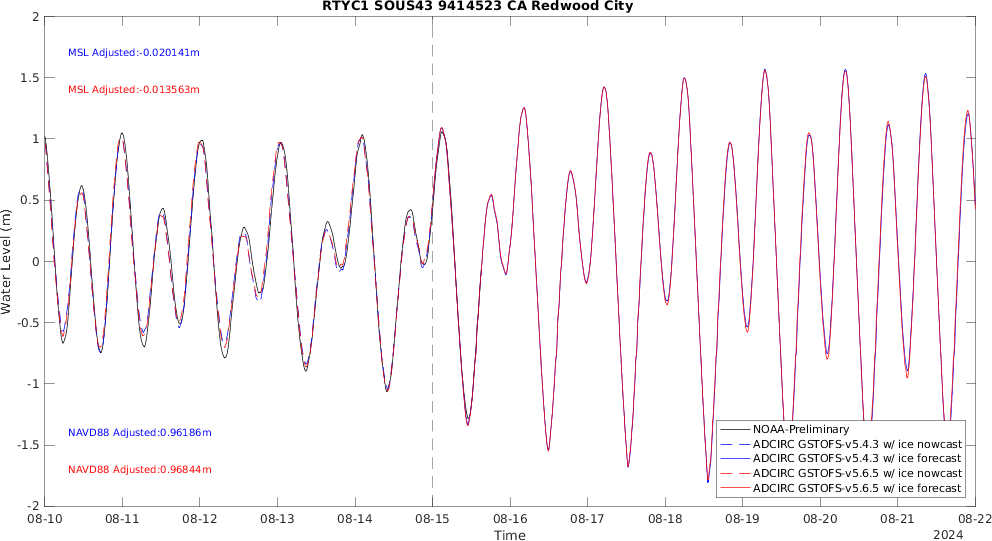 RTYC1 SOUS43 9414523 CA Redwood City
MSL Adjusted:-0.020141m
MSL Adjusted:-0.013563m
NAVD88 Adjusted:0.96186m
NAVD88 Adjusted:0.96844m
Water Level (m)
2
1.5
1
0.5
0
-0.5
-1
-1.5
-2
NOAA-Preliminary
ADCIRC GSTOFS-v5.4.3 w/ ice nowcast
ADCIRC GSTOFS-v5.4.3 w/ ice forecast
ADCIRC GSTOFS-v5.6.5 w/ ice nowcast
ADCIRC GSTOFS-v5.6.5 w/ ice forecast
08-10 08-11 08-12 08-13 08-14 08-15 08-16 08-17 08-18 08-19 08-20 08-21 08-22
Time
2024